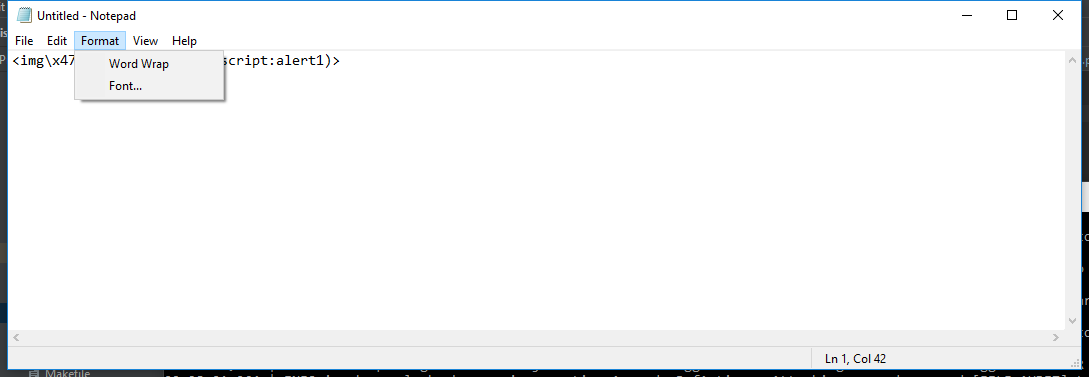 Untitled - Notepad
File Edit Format View Help
<img\x47 script:alert1)>
Word Wrap
Font...
Ln 1, Col 42
Makefile